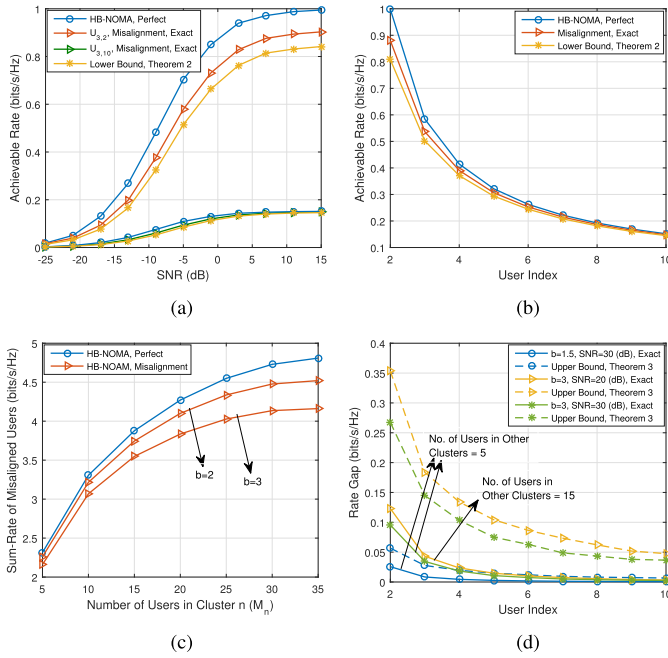 1
0.8
0.6
0.4
0.2
0
Achievable Rate (bits/s/Hz)
HB-NOMA, Perfect
U3,2, Misalignment, Exact
U3,10, Misalignment, Exact
Lower Bound, Theorem 2
-25 -20 -15 -10 -5 0 5 10 15
SNR (dB)
(a)
1
0.9
0.8
0.7
0.6
0.5
0.4
0.3
0.2
0.1
Achievable Rate (bits/s/Hz)
HB-NOMA, Perfect
Misalignment, Exact
Lower Bound, Theorem 2
2 4 6 8 10
User Index
(b)
5
4.5
4
3.5
3
2.5
2
Sum-Rate of Misaligned Users (bits/s/Hz)
HB-NOMA, Perfect
HB-NOAM, Misalignment
b=2
b=3
5 10 15 20 25 30 35
Number of Users in Cluster n (Mn)
(c)
0.45
0.4
0.35
0.3
0.25
0.2
0.15
0.1
0.05
0
Rate Gap (bits/s/Hz)
b=1.5, SNR=30 (dB), Exact
Upper Bound, Theorem 3
b=3, SNR=20 (dB), Exact
Upper Bound, Theorem 3
b=3, SNR=30 (dB), Exact
Upper Bound, Theorem 3
No. of Users in Other
Clusters = 5
No. of Users in
Other Clusters = 15
2 4 6 8 10
User Index
(d)